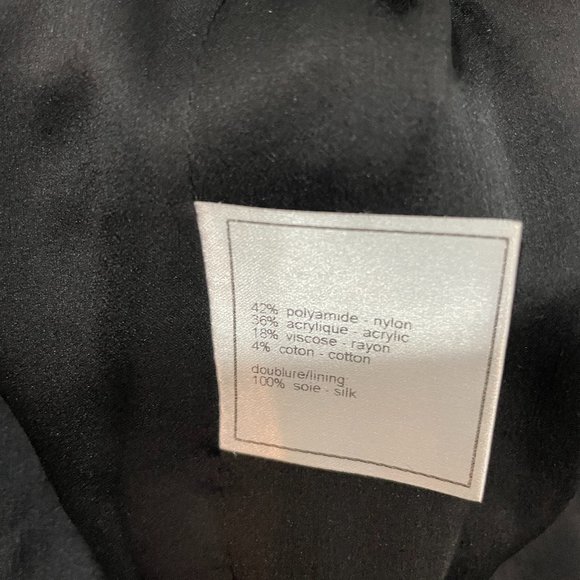 42% polyamide - nylon
36% acrylique - acrylic
18% viscose - rayon
4% coton - cotton
doublure/lining
100% soie - silk